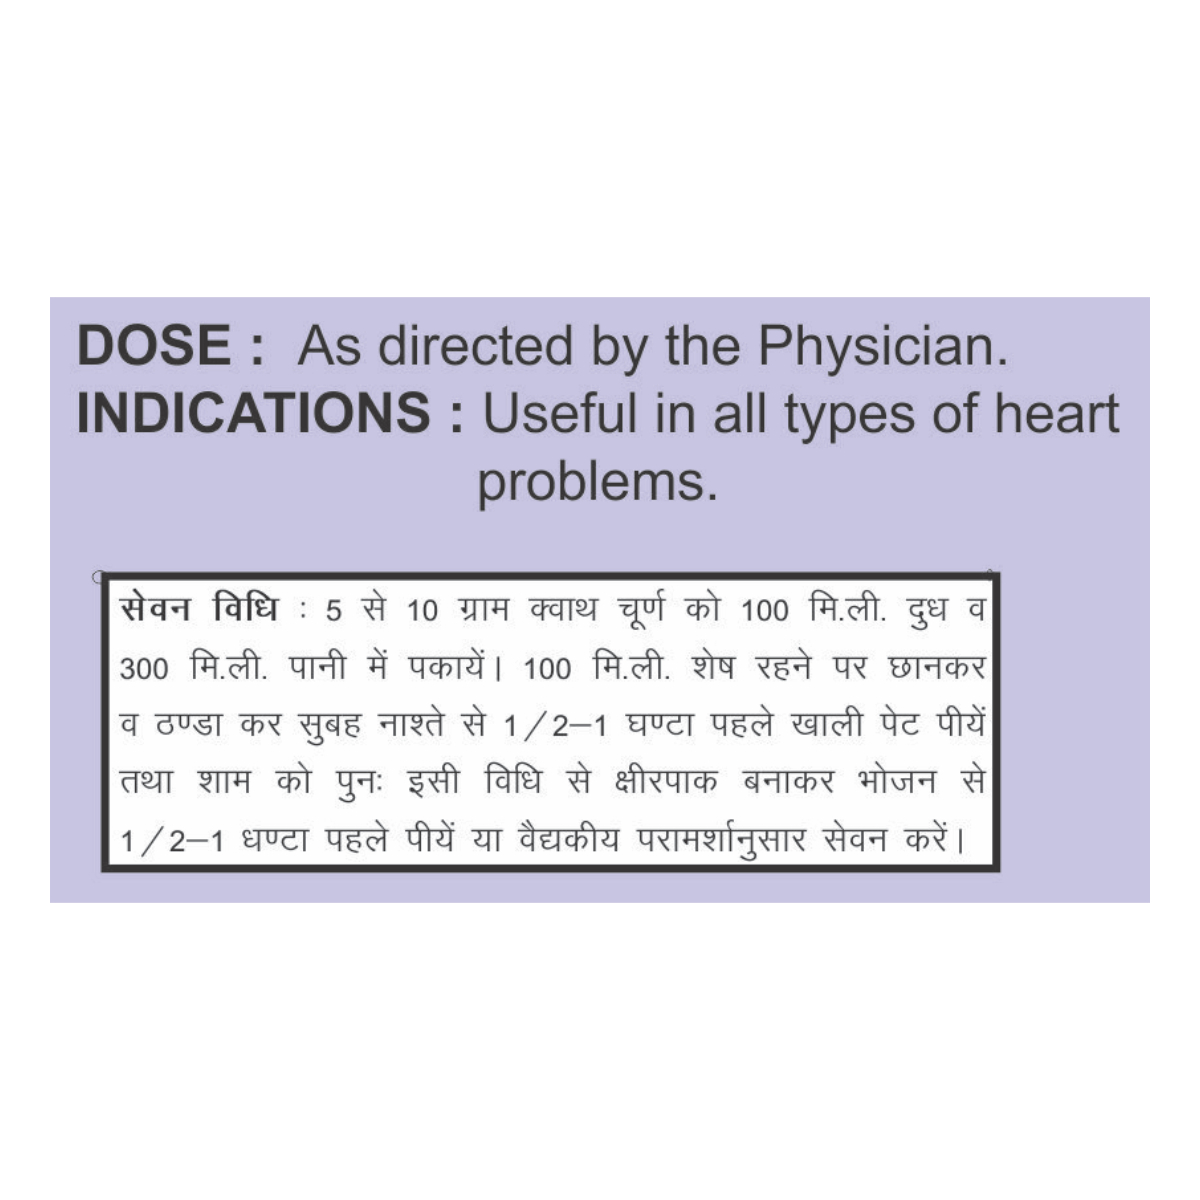 DOSE : As directed by the Physician.
INDICATIONS : Useful in all types of heart
problems.
सेवन विधि : 5 से 10 ग्राम क्वाथ चूर्ण को 100 मि.ली. दुध व
300 मि.ली. पानी में पकायें। 100 मि.ली. शेष रहने पर छानकर
व ठण्डा कर सुबह नाश्ते से 1/2–1 घण्टा पहले खाली पेट पीयें
तथा शाम को पुनः इसी विधि से क्षीरपाक बनाकर भोजन से
1/2–1 धण्टा पहले पीयें या वैद्यकीय परामर्शानुसार सेवन करें।